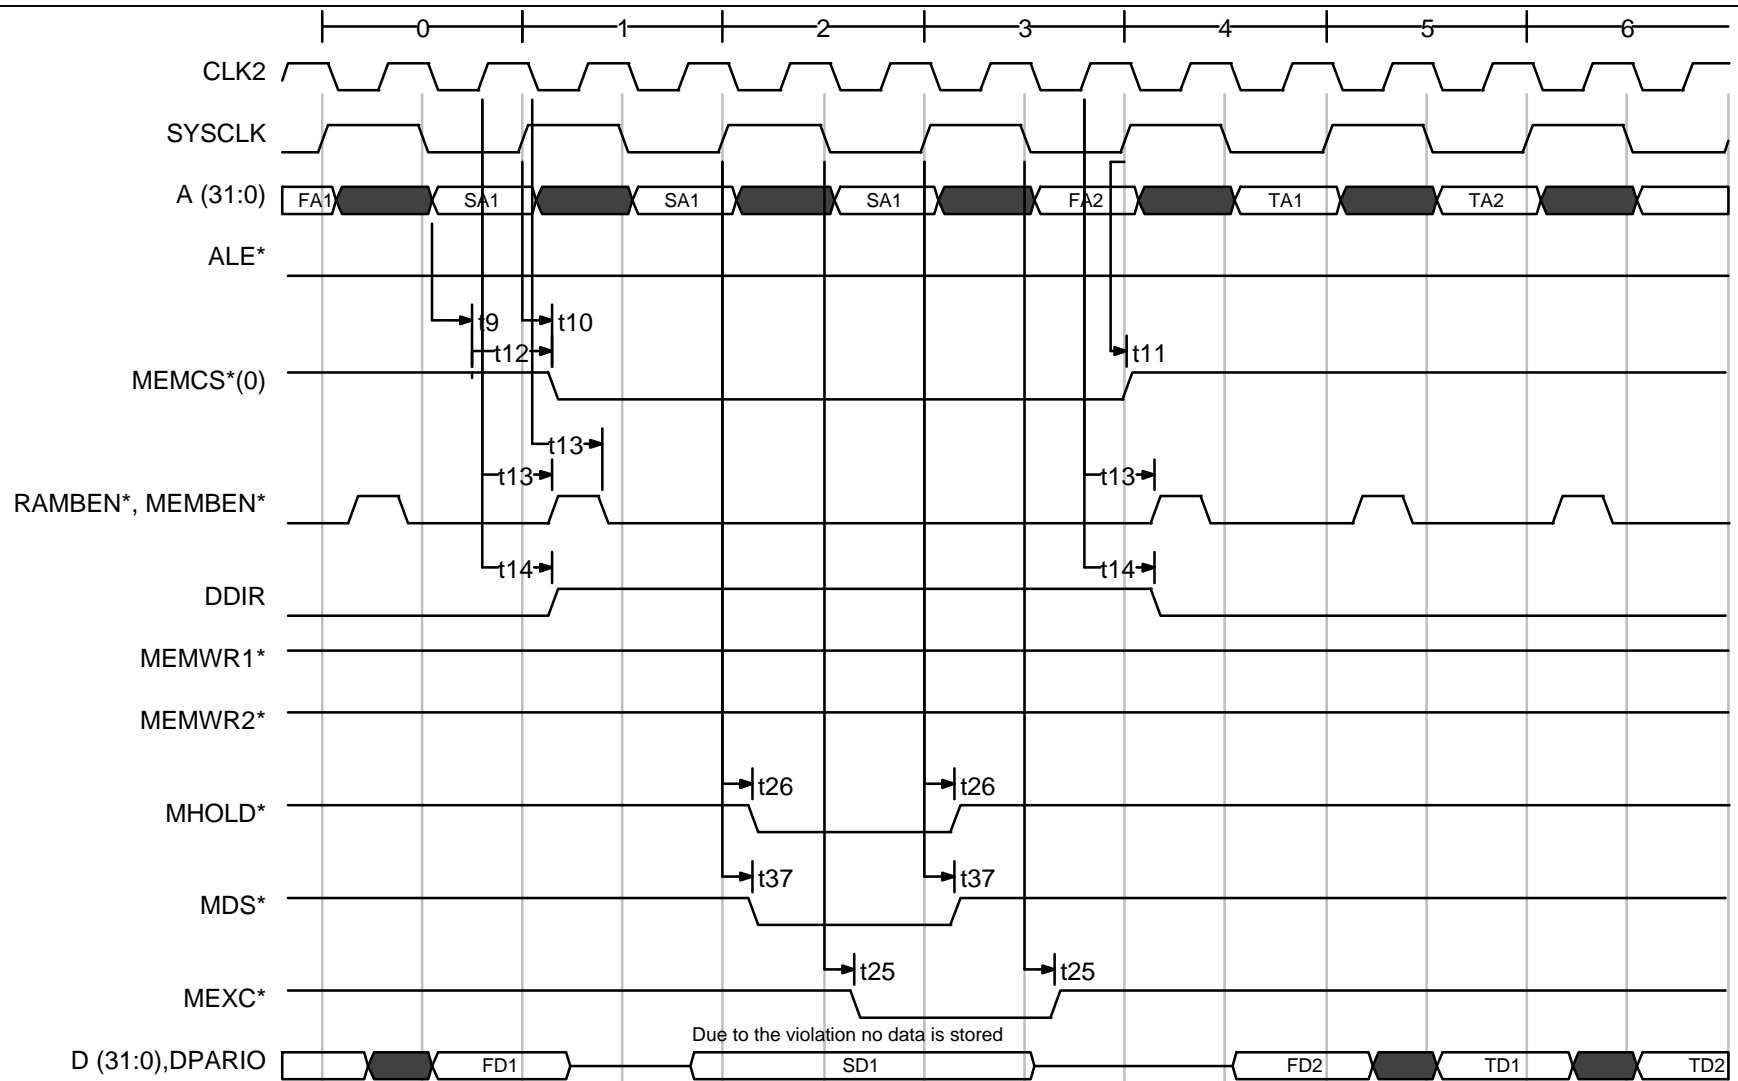 0 1 2 3 4 5 6
CLK2
SYSCLK
A (31:0) FA1 SA1 SA1 SA1 FA2 TA1 TA2
ALE*
t9 t10
t12 t11
MEMCS*(0)
t13
t13 t13
RAMBEN*, MEMBEN*
t14 t14
DDIR
MEMWR1*
MEMWR2*
t26 t26
MHOLD*
t37 t37
MDS*
t25 t25
MEXC*
Due to the violation no data is stored
D (31:0),DPARIO FD1 SD1 FD2 TD1 TD2